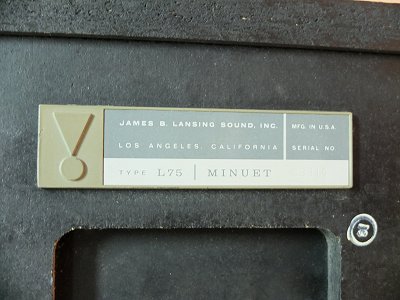 JAMES B. LANSING SOUND, INC.
MFG. IN U.S.A.
LOS ANGELES, CALIFORNIA
SERIAL NO
TYPE L75 | MINUET